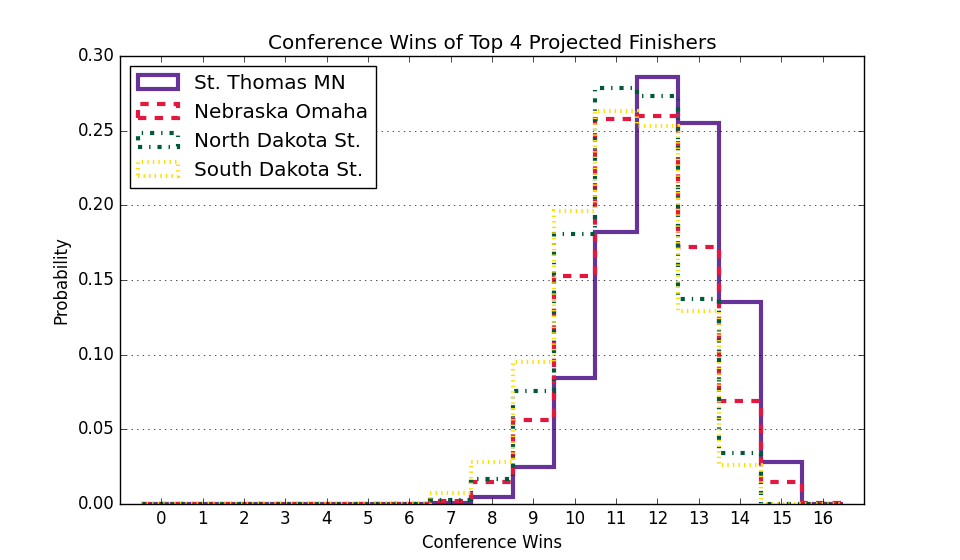 Conference Wins of Top 4 Projected Finishers
0.30
0.25
0.20
0.15
0.10
0.05
0.00
Probability
St. Thomas MN
Nebraska Omaha
North Dakota St.
South Dakota St.
0 1 2 3 4 5 6 7 8 9 10 11 12 13 14 15 16
Conference Wins